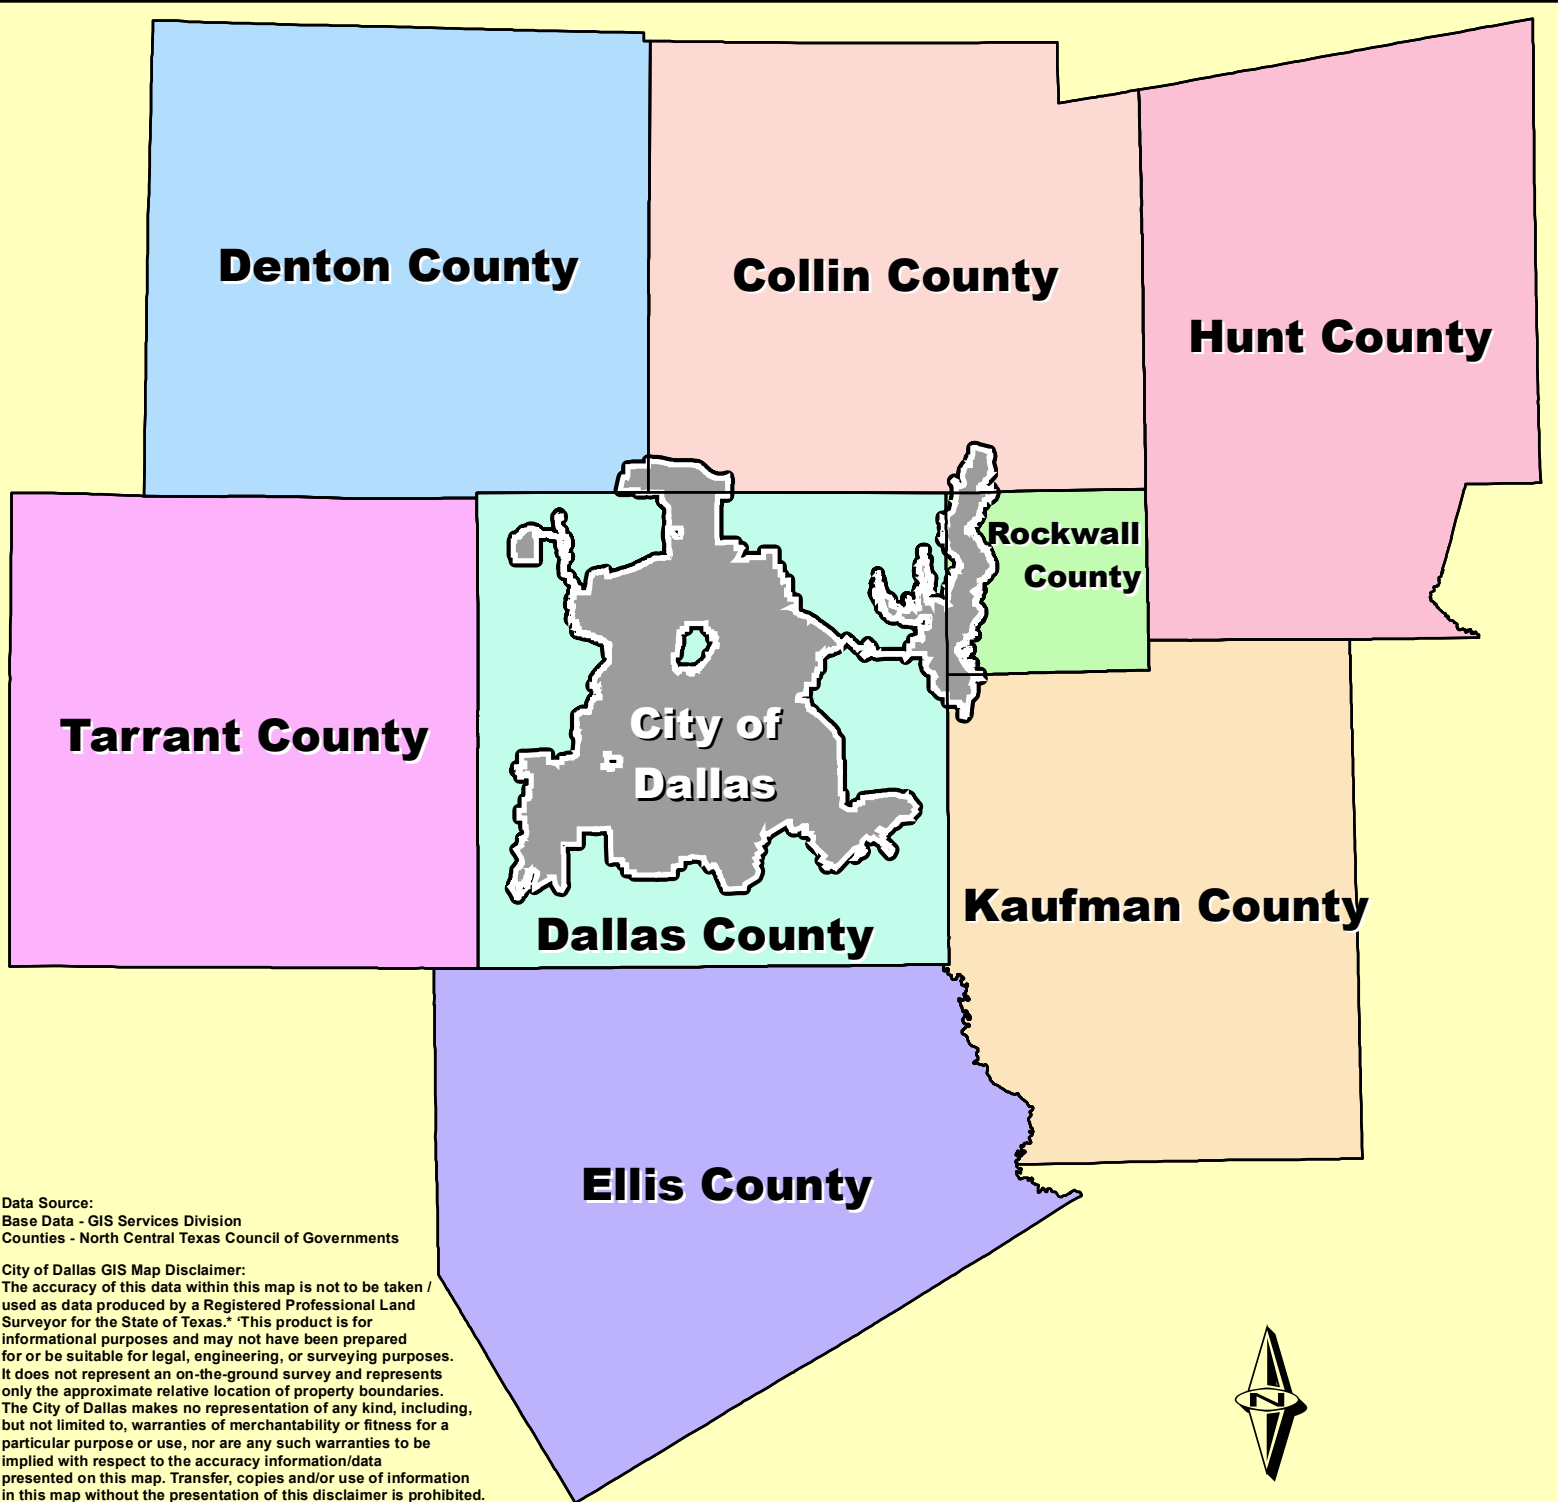 Denton County
Collin County
Hunt County
Rockwall
County
Tarrant County
City of
Dallas
Kaufman County
Dallas County
Ellis County
Data Source:
Base Data - GIS Services Division
Counties - North Central Texas Council of Governments
City of Dallas GIS Map Disclaimer:
The accuracy of this data within this map is not to be taken /
used as data produced by a Registered Professional Land
Surveyor for the State of Texas.* 'This product is for
informational purposes and may not have been prepared
for or be suitable for legal, engineering, or surveying purposes.
It does not represent an on-the-ground survey and represents
only the approximate relative location of property boundaries.
The City of Dallas makes no representation of any kind, including,
but not limited to, warranties of merchantability or fitness for a
particular purpose or use, nor are any such warranties to be
implied with respect to the accuracy information/data
presented on this map. Transfer, copies and/or use of information
in this map without the presentation of this disclaimer is prohibited.
N